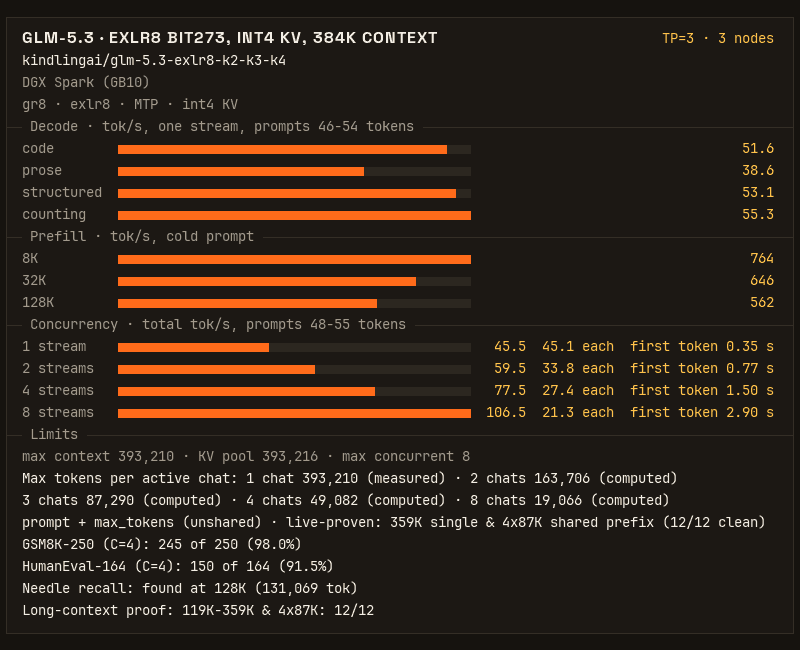 GLM-5.3 · EXLR8 BIT273, INT4 KV, 384K CONTEXT TP=3 · 3 nodes
kindlingai/glm-5.3-exlr8-k2-k3-k4
DGX Spark (GB10)
gr8 · exlr8 · MTP · int4 KV
Decode · tok/s, one stream, prompts 46-54 tokens
code 51.6
prose 38.6
structured 53.1
counting 55.3
Prefill · tok/s, cold prompt
8K 764
32K 646
128K 562
Concurrency · total tok/s, prompts 48-55 tokens
1 stream 45.5 45.1 each first token 0.35 s
2 streams 59.5 33.8 each first token 0.77 s
4 streams 77.5 27.4 each first token 1.50 s
8 streams 106.5 21.3 each first token 2.90 s
Limits
max context 393,210 · KV pool 393,216 · max concurrent 8
Max tokens per active chat: 1 chat 393,210 (measured) · 2 chats 163,706 (computed)
3 chats 87,290 (computed) · 4 chats 49,082 (computed) · 8 chats 19,066 (computed)
prompt + max_tokens (unshared) · live-proven: 359K single & 4x87K shared prefix (12/12 clean)
GSM8K-250 (C=4): 245 of 250 (98.0%)
HumanEval-164 (C=4): 150 of 164 (91.5%)
Needle recall: found at 128K (131,069 tok)
Long-context proof: 119K-359K & 4x87K: 12/12